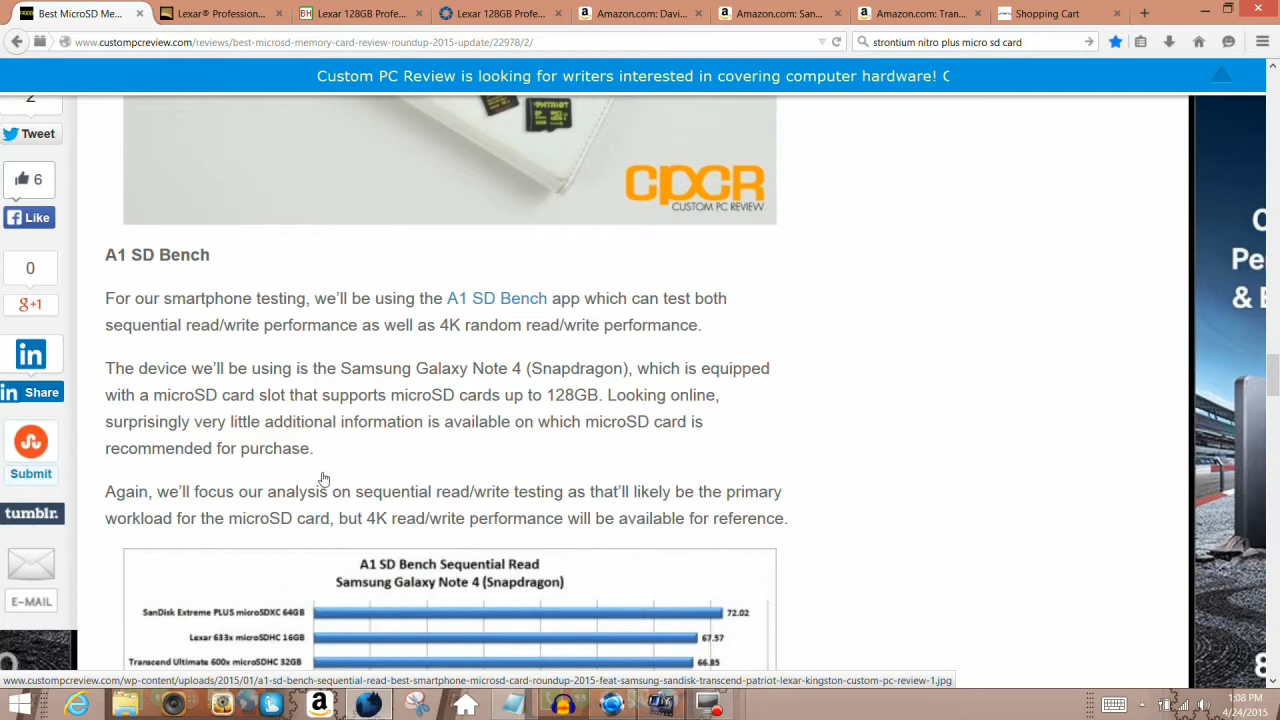 Best MicroSD Me...
Lexar® Profession...
BH Lexar 128GB Profe...
Lexar 128GB Profe...
Amazon.com: Davi...
Amazon.com: San...
Amazon.com: Tran...
Shopping Cart
www.custompcreview.com/reviews/best-microsd-memory-card-review-roundup-2015-update/22978/2/
strontium nitro plus micro sd card
Custom PC Review is looking for writers interested in covering computer hardware! C
2
Tweet
6
Like
0
g+1
in
in Share
Submit
tumblr.
E-MAIL
PATRIOT
CPCR
CUSTOM PC REVIEW
A1 SD Bench
For our smartphone testing, we'll be using the A1 SD Bench app which can test both
sequential read/write performance as well as 4K random read/write performance.
The device we'll be using is the Samsung Galaxy Note 4 (Snapdragon), which is equipped
with a microSD card slot that supports microSD cards up to 128GB. Looking online,
surprisingly very little additional information is available on which microSD card is
recommended for purchase.
Again, we'll focus our analysis on sequential read/write testing as that'll likely be the primary
workload for the microSD card, but 4K read/write performance will be available for reference.
A1 SD Bench Sequential Read
Samsung Galaxy Note 4 (Snapdragon)
SanDisk Extreme PLUS microSDXC 64GB 72.02
Lexar 633x microSDHC 16GB 67.57
Transcend Ultimate 600x microSDHC 32GB 66.85
Pe
& E
www.custompcreview.com/wp-content/uploads/2015/01/a1-sd-bench-sequential-read-best-smartphone-microsd-card-roundup-2015-feat-samsung-sandisk-transcend-patriot-lexar-kingston-custom-pc-review-1.jpg
1:08 PM
4/24/2015